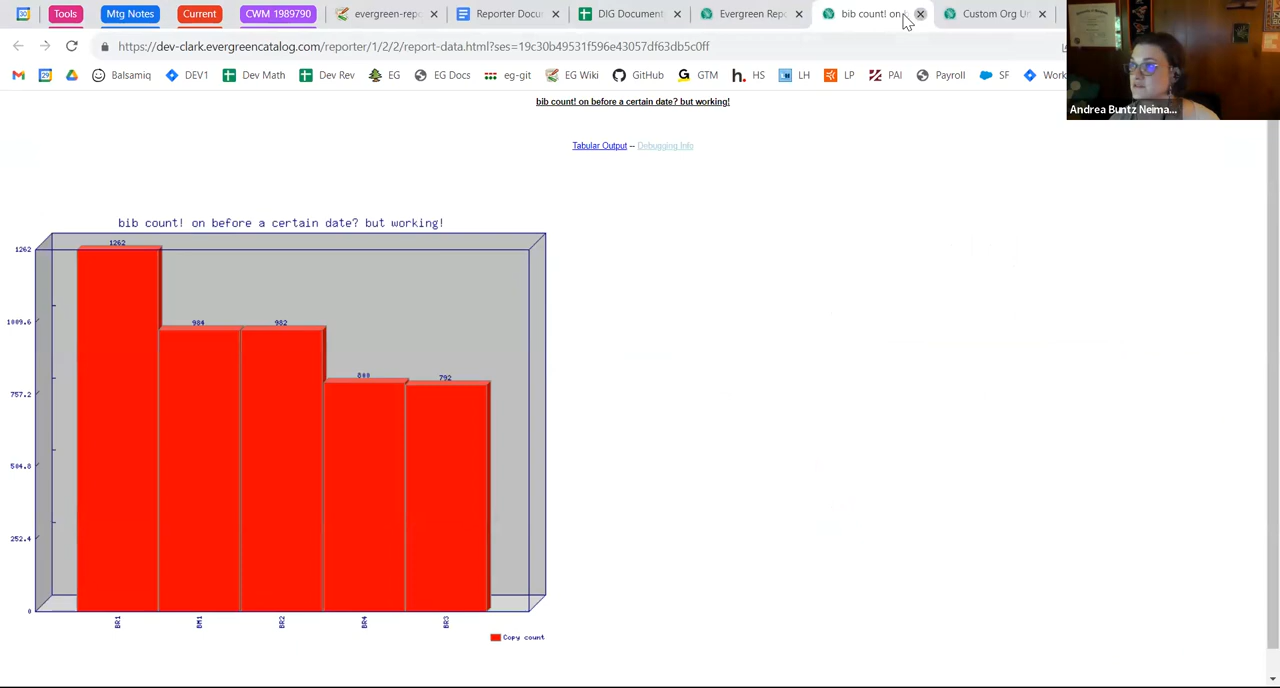 Tools
Mtg Notes
Current
CWM 1989790
evergreen-repo
Reporter Docu
DIG Document
Evergreen Repo
bib count! on
Custom Org Un
https://dev-clark.evergreencatalog.com/reporter/1/2/2/report-data.html?ses=19c30b49531f596e43057df63db5c0ff
Balsamiq
DEV1
Dev Math
Dev Rev
EG
EG Docs
eg-git
EG Wiki
GitHub
GTM
HS
LH
LP
PAI
Payroll
SF
Work
Andrea Buntz Neima...
bib count! on before a certain date? but working!
Tabular Output -- Debugging Info
bib count! on before a certain date? but working!
1262
1262
1009.6
984
982
800
792
757.2
504.8
252.4
0
BR1
BM1
BR2
BR4
BR3
Copy count